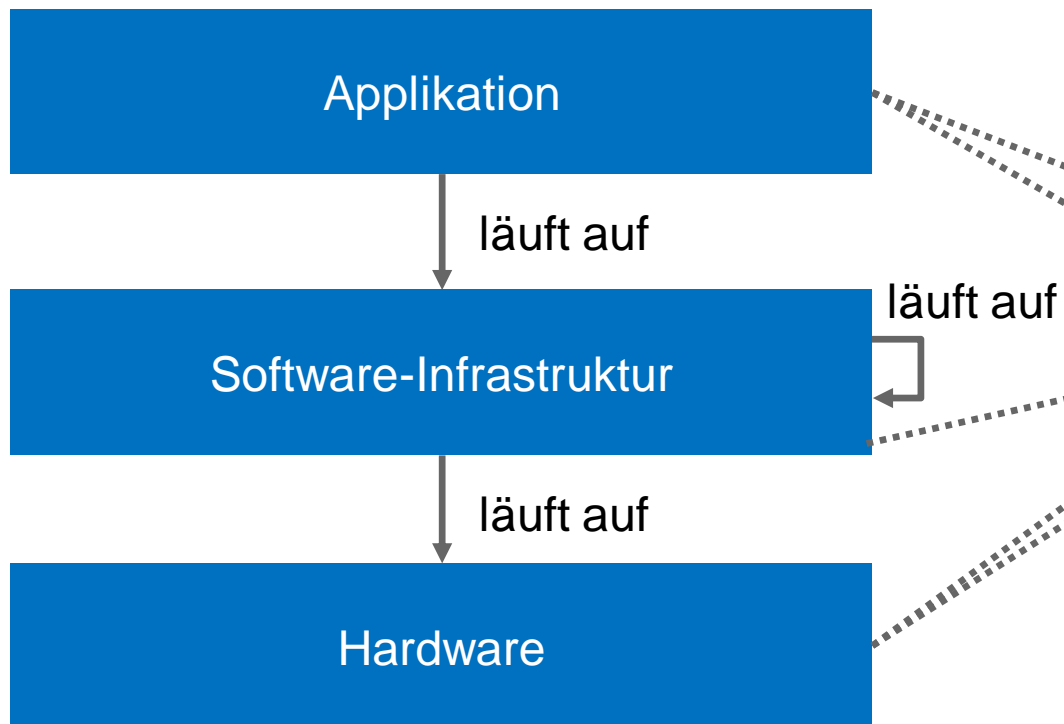 Applikation
läuft auf
läuft auf
Software-Infrastruktur
läuft auf
Hardware